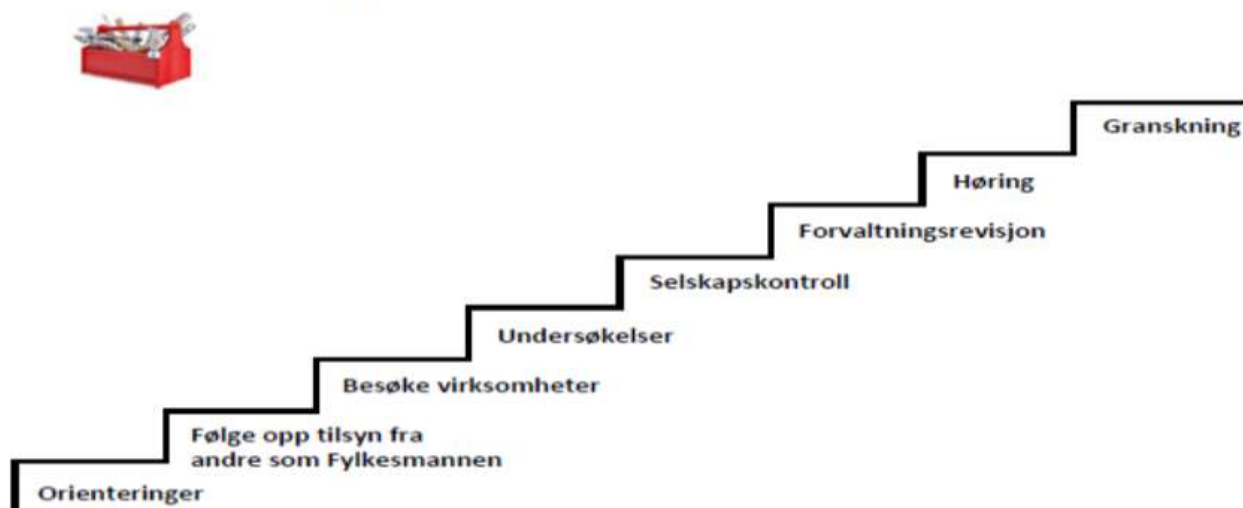 Granskning
Høring
Forvaltningsrevisjon
Selskapskontroll
Undersøkelser
Besøke virksomheter
Følge opp tilsyn fra
andre som Fylkesmannen
Orienteringer